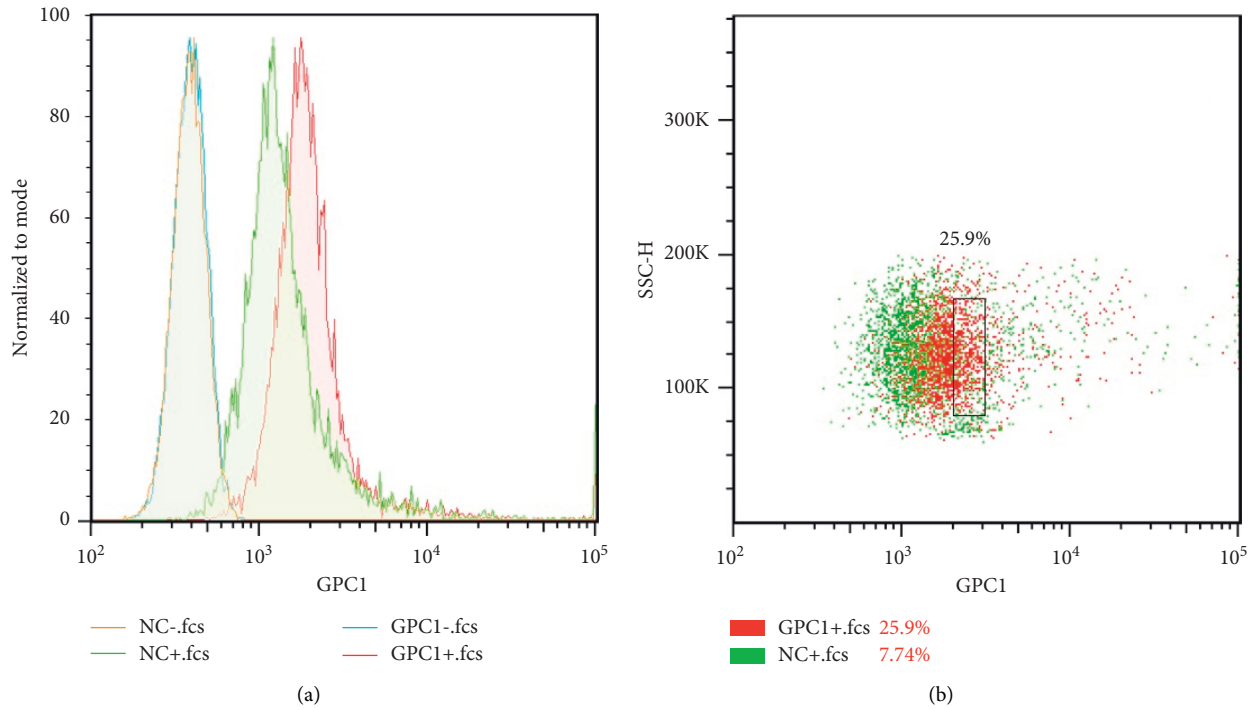 100
80
60
40
20
0
Normalized to mode
10²
10³
10⁴
10⁵
GPC1
NC-.fcs
GPC1-.fcs
NC+.fcs
GPC1+.fcs
(a)
300K
200K
100K
SSC-H
25.9%
10²
10³
10⁴
10⁵
GPC1
GPC1+.fcs 25.9%
NC+.fcs 7.74%
(b)